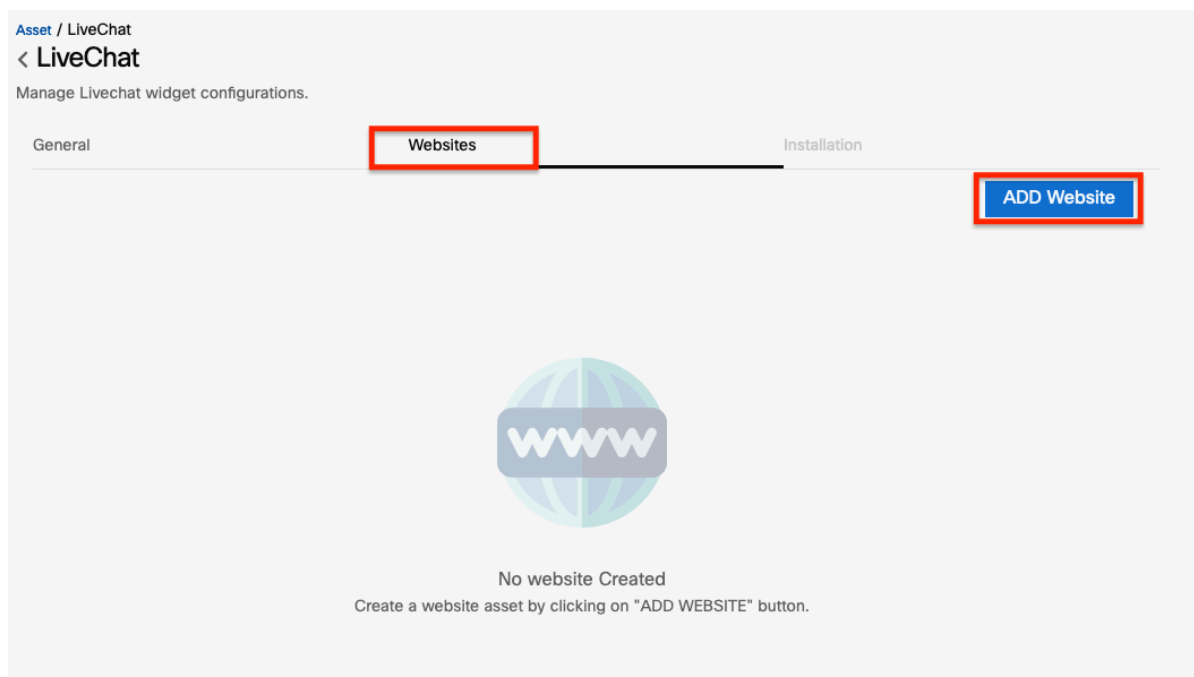 Asset / LiveChat
< LiveChat
Manage Livechat widget configurations.
General Websites Installation
ADD Website
www
No website Created
Create a website asset by clicking on "ADD WEBSITE" button.